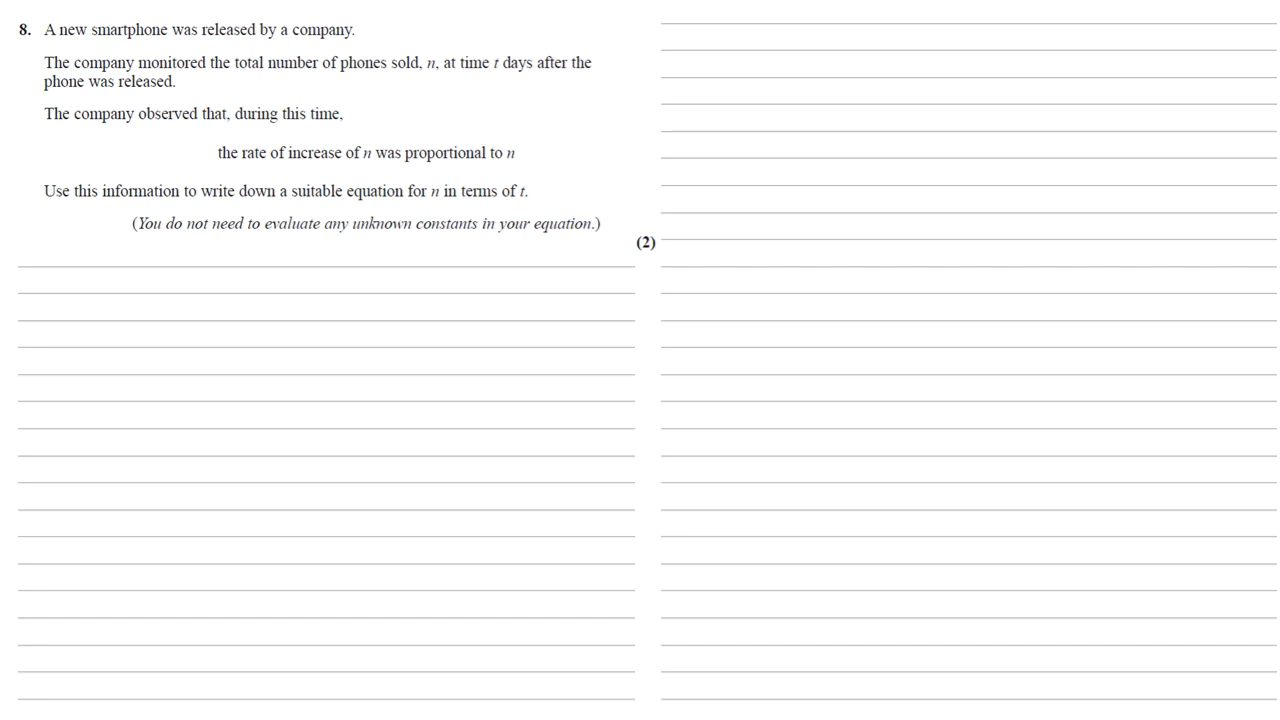 8. A new smartphone was released by a company.
The company monitored the total number of phones sold, n, at time t days after the
phone was released.
The company observed that, during this time,
the rate of increase of n was proportional to n
Use this information to write down a suitable equation for n in terms of t.
(You do not need to evaluate any unknown constants in your equation.)
(2)